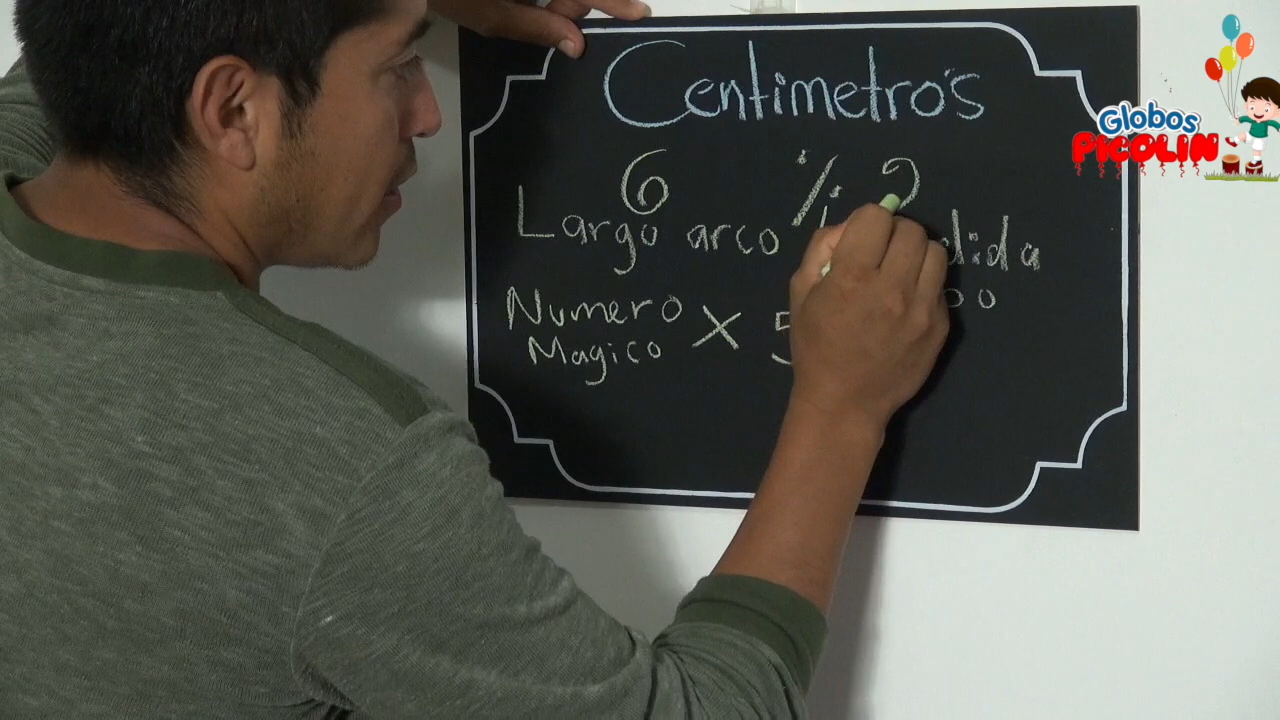 Centimetro's
6 ÷ 2
Largo arco
Numero X 5
Magico
Globos
PICOLIN